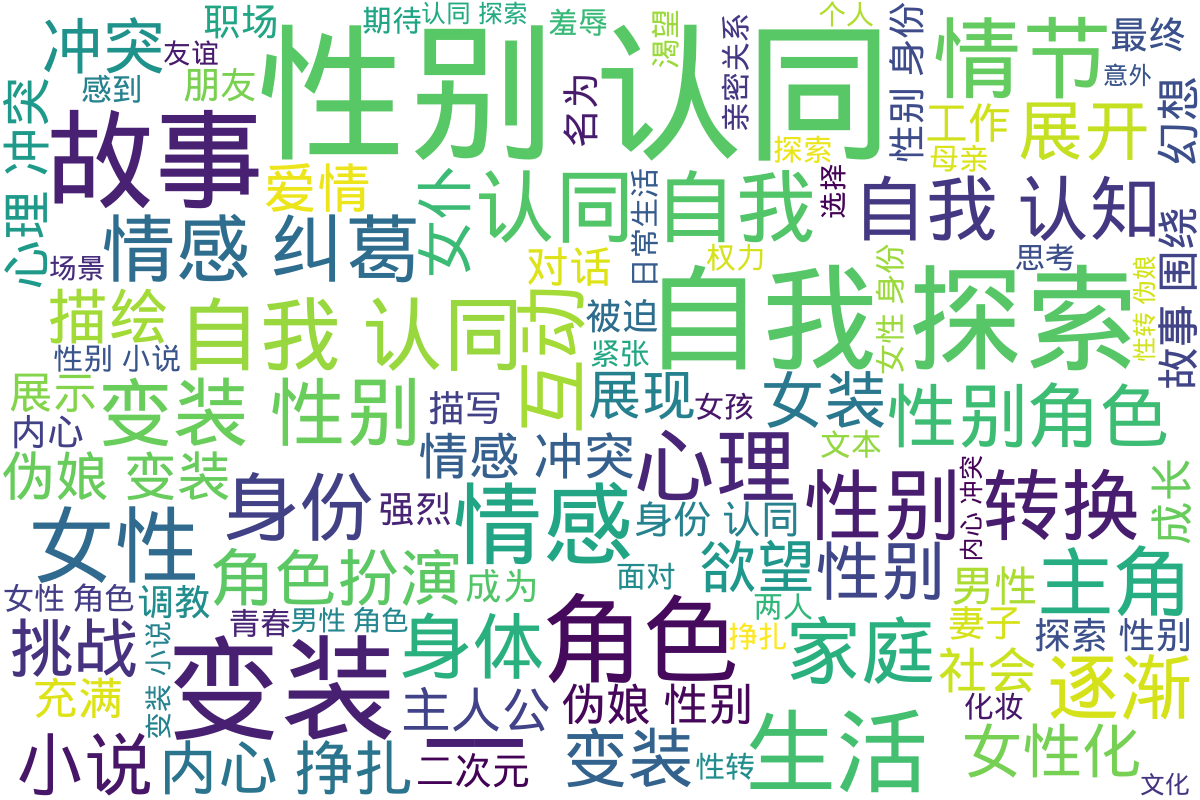 冲突
职场
友谊
感到
朋友
期待
认同 探索
羞辱
性别 认同
名为
渴望
亲密关系
个人
性别 身份
情节
最终
意外
幻想
冲突
心理
故事
爱情
女仆
认同
自我
探索
选择
日常生活
工作
母亲
展开
自我 认知
故事 围绕
场景
情感 纠葛
对话
权力
女性 身份
思考
性转 伪娘
描绘
自我 认同
互动
被迫
紧张
自我 探索
性别 小说
展示
内心
变装 性别
描写
展现
女孩
女装
性别角色
文本
伪娘 变装
身份
强烈
情感 冲突
心理
情感
身份 认同
性别 转换
内心 冲突
成长
女性
角色扮演
成为
面对
欲望
性别
男性
主角
女性 角色
调教
青春
男性 角色
挑战
变装 小说
变装
身体
角色
两人
挣扎
家庭
妻子
探索 性别
社会
逐渐
充满
主人公
伪娘 性别
化妆
小说
内心 挣扎
二次元
一
变装
性转
生活
女性化
文化